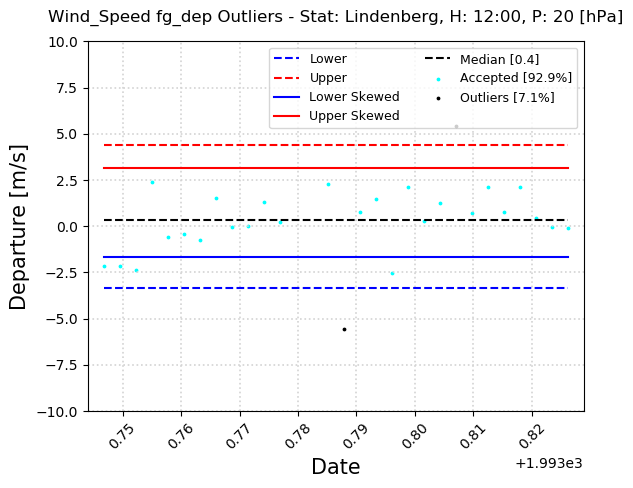 Wind_Speed fg_dep Outliers - Stat: Lindenberg, H: 12:00, P: 20 [hPa]
10.0
7.5
5.0
2.5
0.0
−2.5
−5.0
−7.5
−10.0
Departure [m/s]
Lower
Upper
Lower Skewed
Upper Skewed
Median [0.4]
Accepted [92.9%]
Outliers [7.1%]
0.75
0.76
0.77
0.78
0.79
0.80
0.81
0.82
+1.993e3
Date